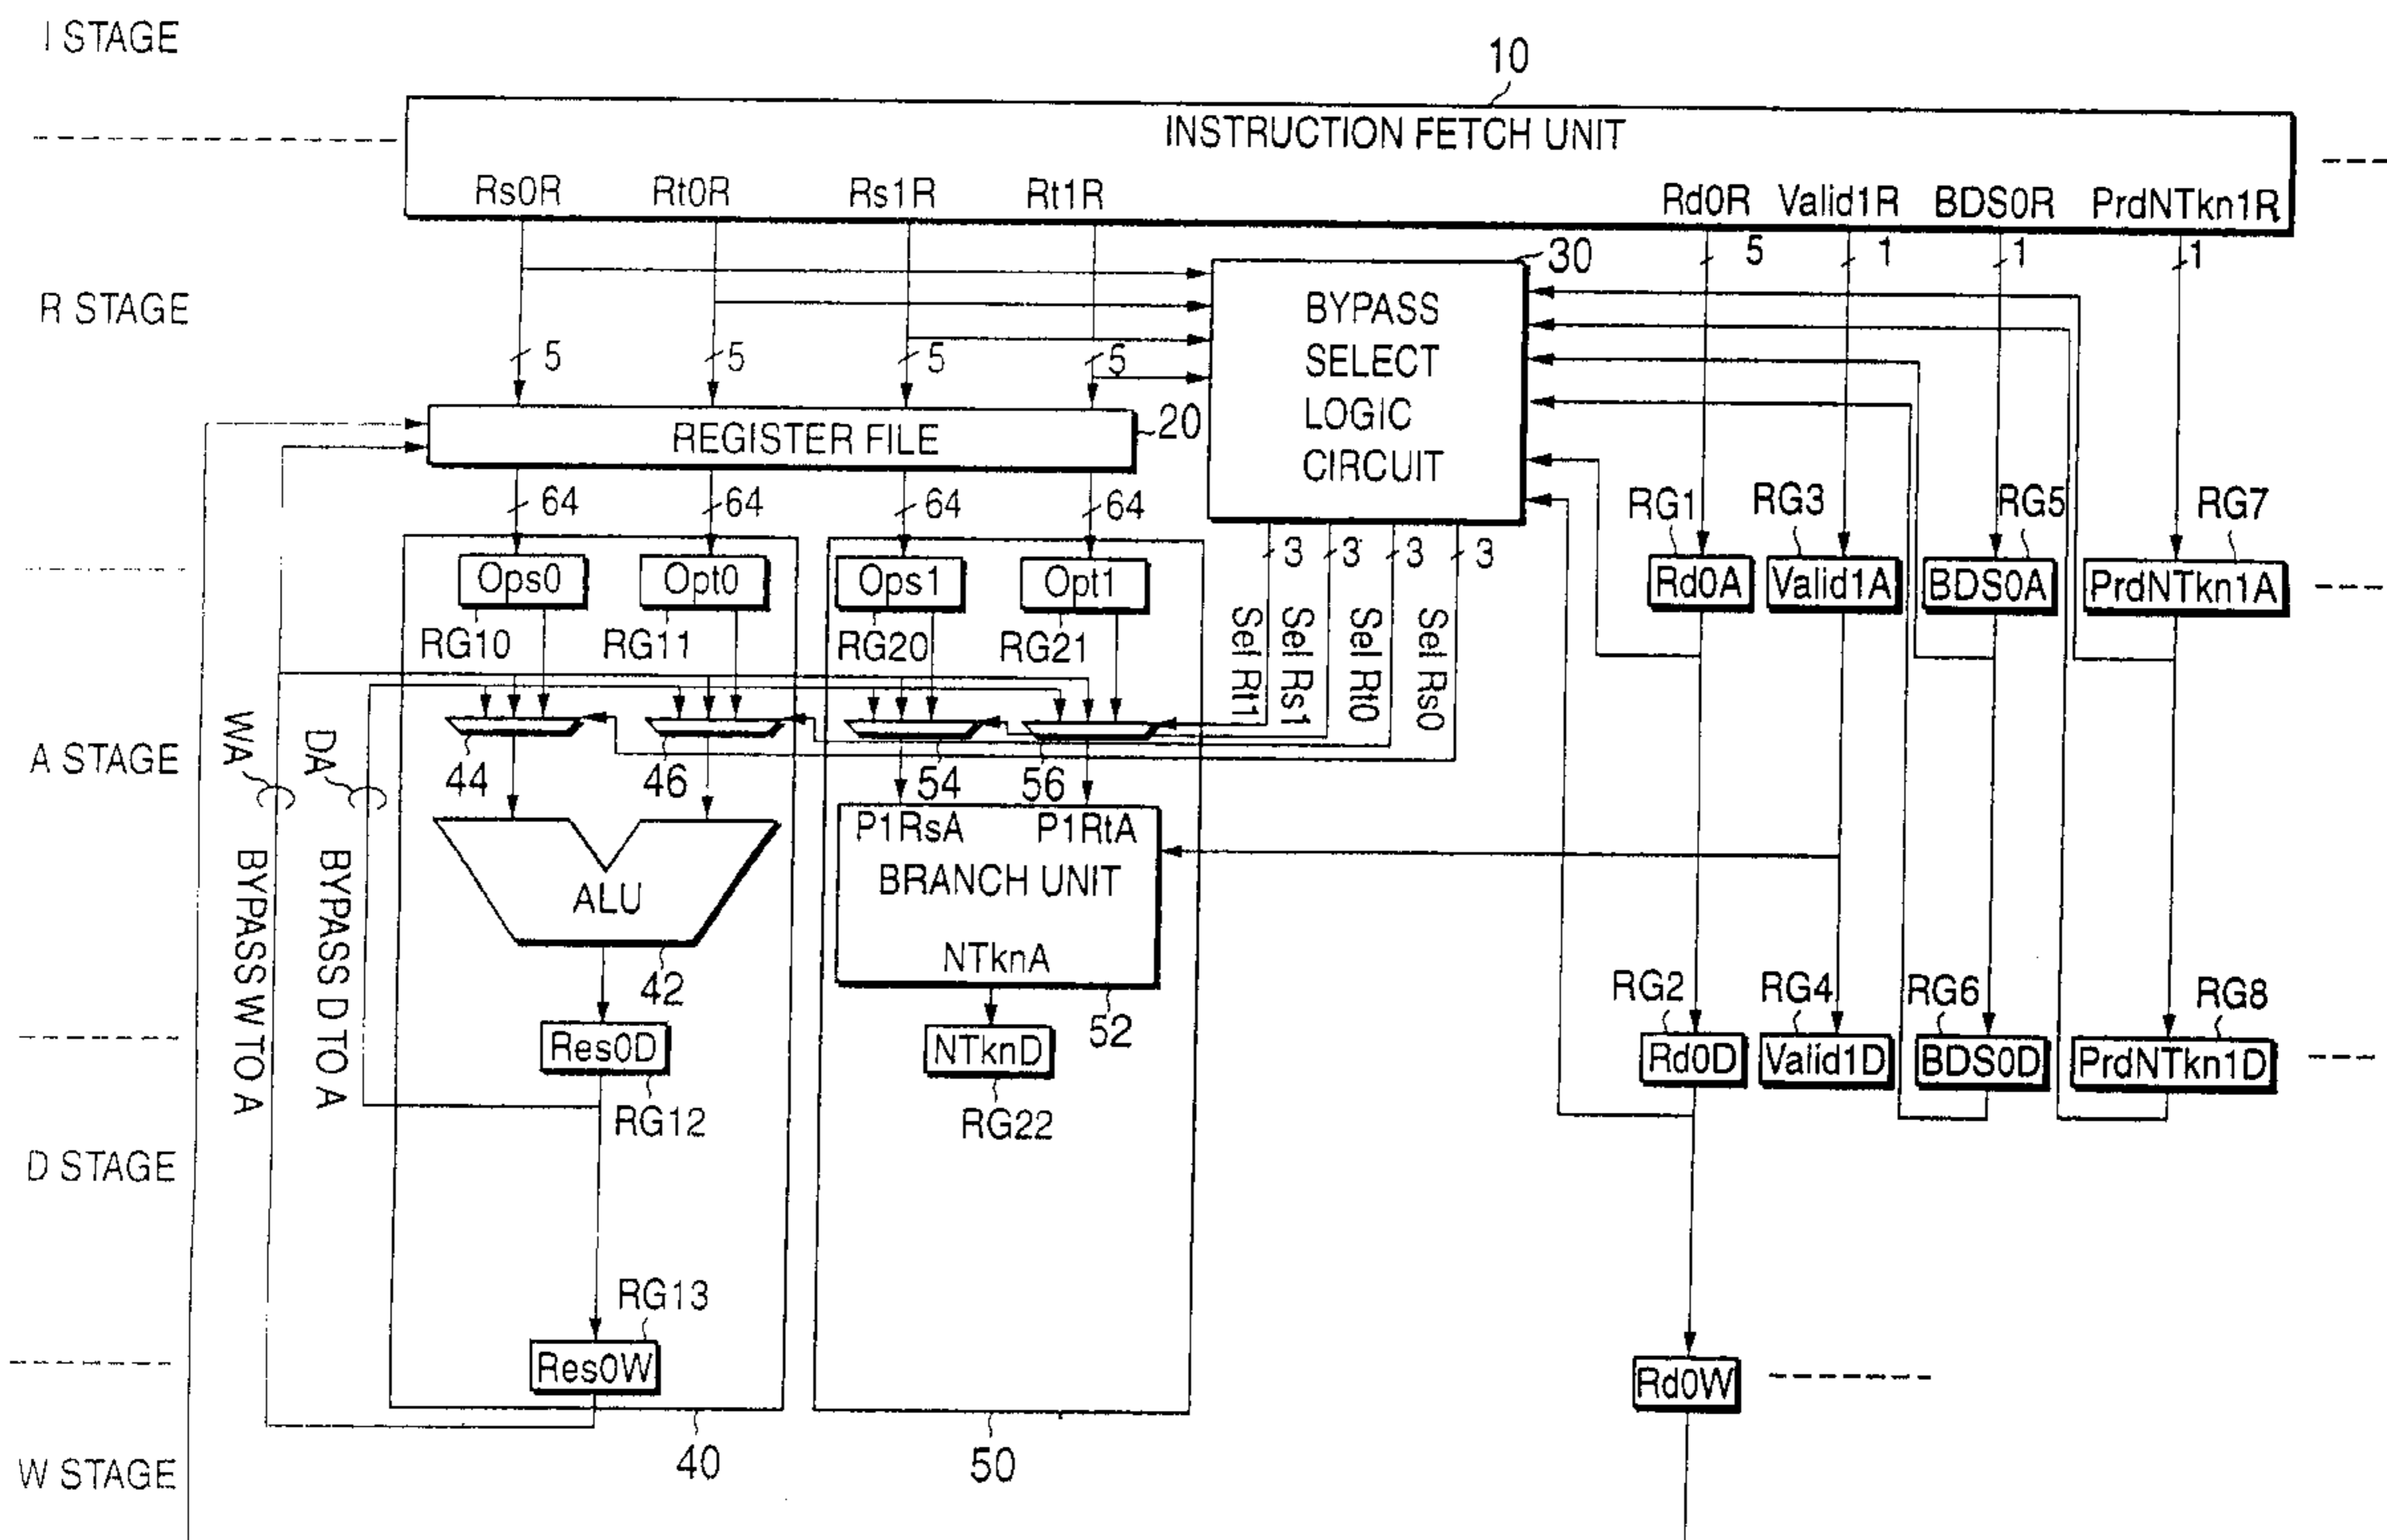 I STAGE
10
INSTRUCTION FETCH UNIT
Rs0R Rt0R Rs1R Rt1R Rd0R Valid1R BDS0R PrdNTkn1R
5 1 1 1
30
R STAGE
BYPASS
SELECT
LOGIC
CIRCUIT
5 5 5 5
REGISTER FILE
20
64 64 64 64
RG1 RG3 RG5 RG7
3 3 3 3
Ops0 Opt0 Ops1 Opt1
Rd0A Valid1A BDS0A PrdNTkn1A
RG10 RG11 RG20 RG21
Sel Rt1
Sel Rs1
Sel Rt0
Sel Rs0
A STAGE
WA
DA
44 46 54 56
P1RsA P1RtA
BRANCH UNIT
NTknA
ALU
42
52
BYPASS W TO A
BYPASS D TO A
RG2 RG4 RG6 RG8
Res0D
NTknD
Rd0D Valid1D BDS0D PrdNTkn1D
RG12
RG22
D STAGE
RG13
Res0W
Rd0W
40
50
W STAGE